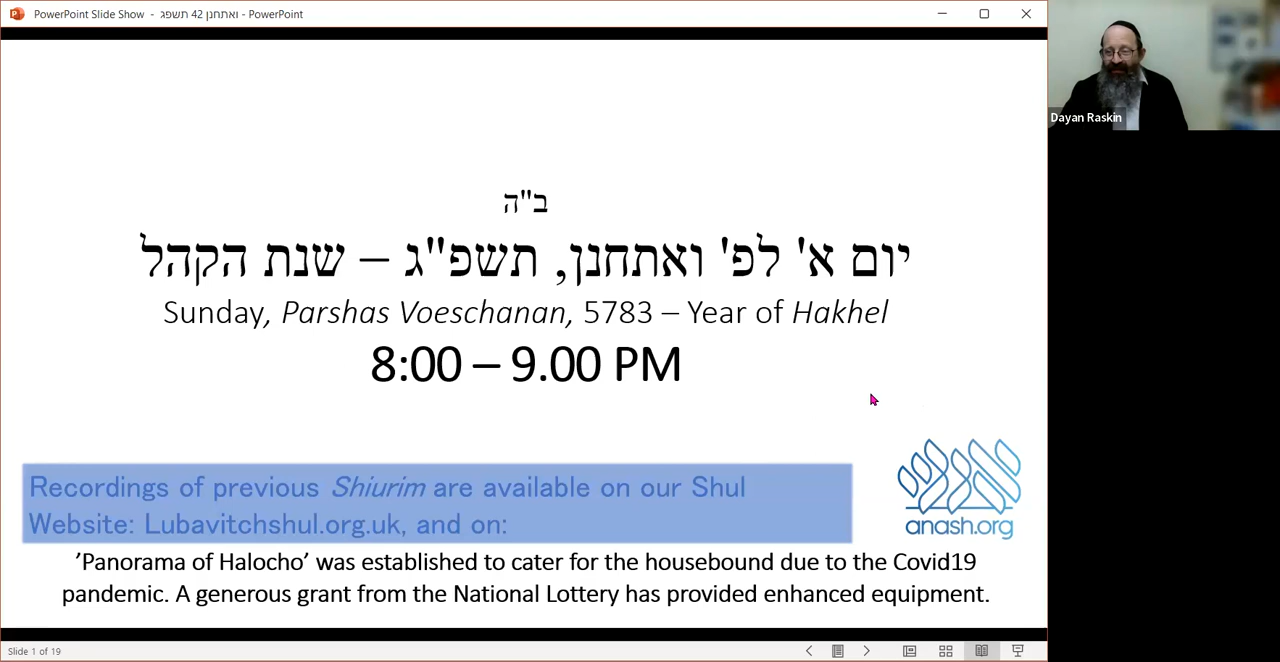 PowerPoint Slide Show - ואתחנן 42 תשפג - PowerPoint
Dayan Raskin
ב"ה
יום א' לפ' ואתחנן, תשפ"ג – שנת הקהל
Sunday, Parshas Voeschanan, 5783 – Year of Hakhel
8:00 – 9.00 PM
Recordings of previous Shiurim are available on our Shul
Website: Lubavitchshul.org.uk, and on:
anash.org
’Panorama of Halocho’ was established to cater for the housebound due to the Covid19
pandemic. A generous grant from the National Lottery has provided enhanced equipment.
Slide 1 of 19